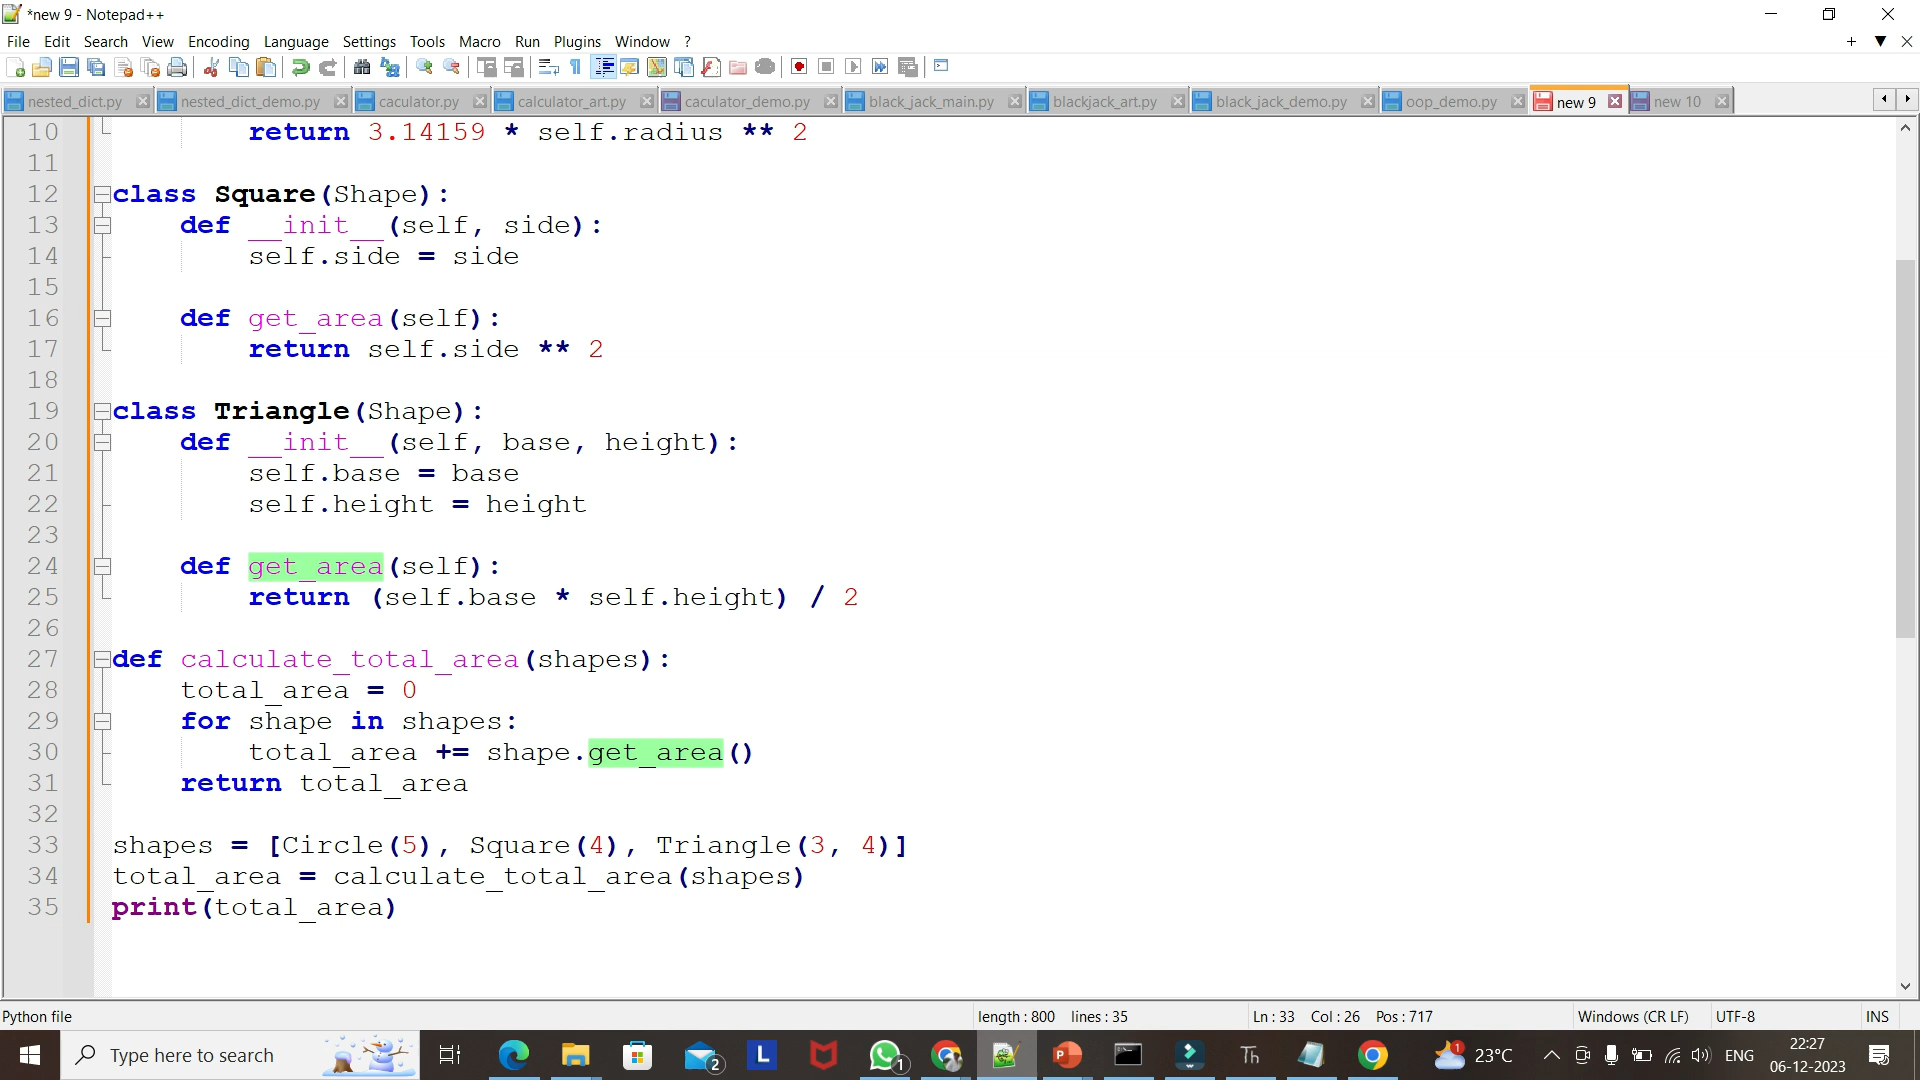 *new 9 - Notepad++
File Edit Search View Encoding Language Settings Tools Macro Run Plugins Window ?
nested_dict.py nested_dict_demo.py caculator.py calculator_art.py caculator_demo.py black_jack_main.py blackjack_art.py black_jack_demo.py oop_demo.py new 9 new 10
10 return 3.14159 * self.radius ** 2
11
12 class Square(Shape):
13 def __init__(self, side):
14 self.side = side
15
16 def get_area(self):
17 return self.side ** 2
18
19 class Triangle(Shape):
20 def __init__(self, base, height):
21 self.base = base
22 self.height = height
23
24 def get_area(self):
25 return (self.base * self.height) / 2
26
27 def calculate_total_area(shapes):
28 total_area = 0
29 for shape in shapes:
30 total_area += shape.get_area()
31 return total_area
32
33 shapes = [Circle(5), Square(4), Triangle(3, 4)]
34 total_area = calculate_total_area(shapes)
35 print(total_area)
Python file length : 800 lines : 35 Ln : 33 Col : 26 Pos : 717 Windows (CR LF) UTF-8 INS
Type here to search 2 L 1 Th 1 23°C ENG 22:27
06-12-2023